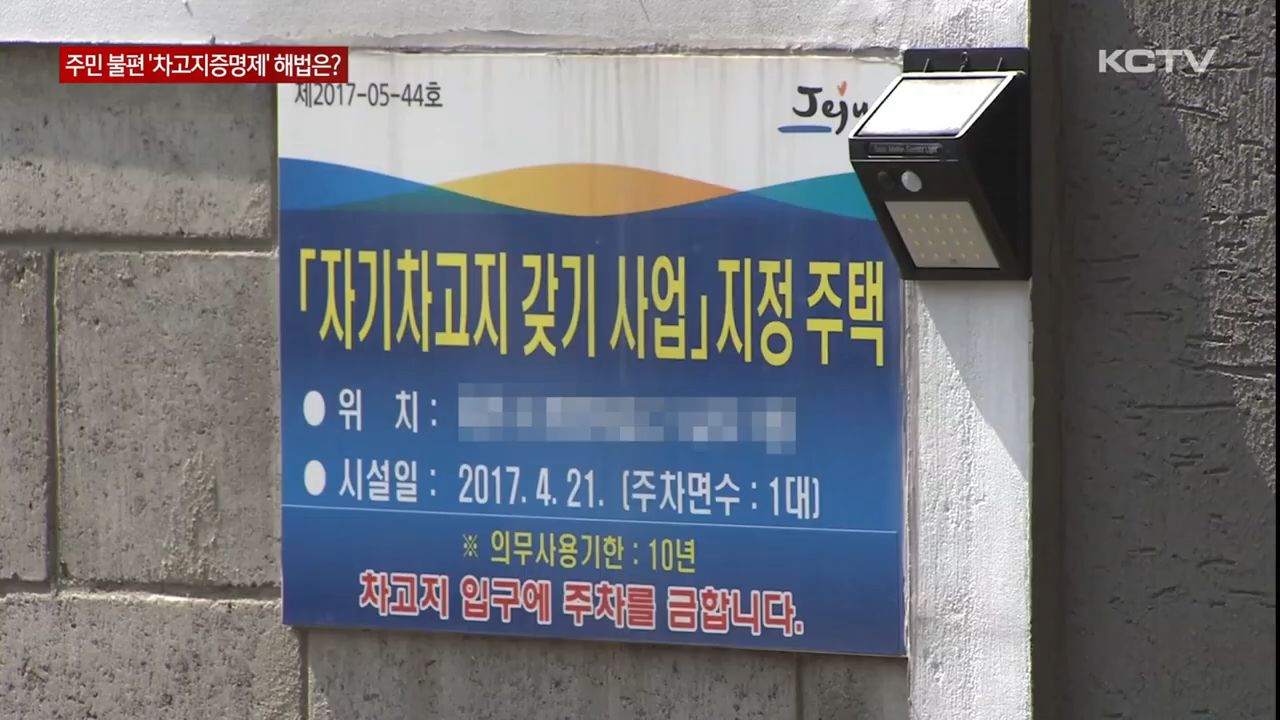 주민 불편 '차고지증명제' 해법은?
KCTV
제2017-05-44호
Jeju
「자기차고지 갖기 사업」지정 주택
● 위 치 :
● 시설일 : 2017. 4. 21. (주차면수 : 1대)
※ 의무사용기한 : 10년
차고지 입구에 주차를 금합니다.